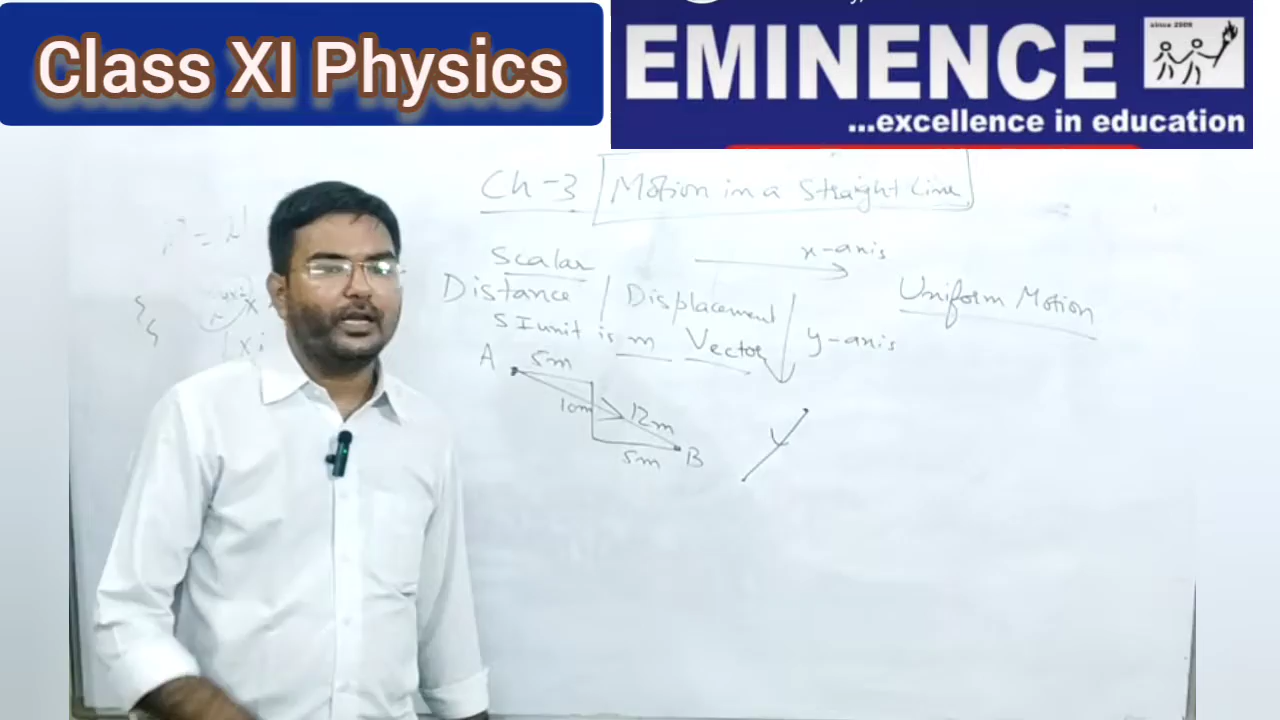 Class XI Physics
EMINENCE
since 2006
...excellence in education
Ch-3 Motion in a Straight Line
Scalar
x-axis
Distance / Displacement
Uniform Motion
SI unit is m Vector
y-axis
A 5m
10m 12m
5m B